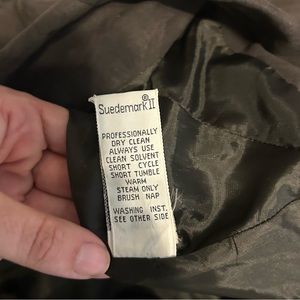 Suedemark II®
PROFESSIONALLY
DRY CLEAN
ALWAYS USE
CLEAN SOLVENT
SHORT CYCLE
SHORT TUMBLE
WARM
STEAM ONLY
BRUSH NAP
WASHING INST.
SEE OTHER SIDE